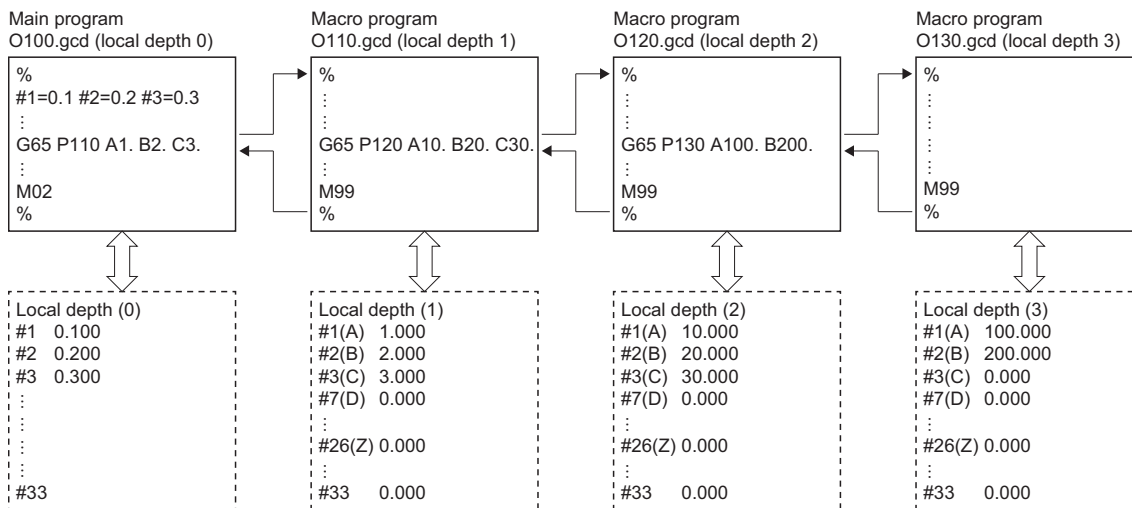 Main program
O100.gcd (local depth 0)
%
#1=0.1 #2=0.2 #3=0.3
⋮
G65 P110 A1. B2. C3.
⋮
M02
%
Macro program
O110.gcd (local depth 1)
%
⋮
⋮
G65 P120 A10. B20. C30.
⋮
M99
%
Macro program
O120.gcd (local depth 2)
%
⋮
⋮
G65 P130 A100. B200.
⋮
M99
%
Macro program
O130.gcd (local depth 3)
%
⋮
⋮
⋮
⋮
M99
%
Local depth (0)
#1 0.100
#2 0.200
#3 0.300
⋮
⋮
⋮
⋮
#33
Local depth (1)
#1(A) 1.000
#2(B) 2.000
#3(C) 3.000
#7(D) 0.000
⋮
#26(Z) 0.000
⋮
#33 0.000
Local depth (2)
#1(A) 10.000
#2(B) 20.000
#3(C) 30.000
#7(D) 0.000
⋮
#26(Z) 0.000
⋮
#33 0.000
Local depth (3)
#1(A) 100.000
#2(B) 200.000
#3(C) 0.000
#7(D) 0.000
⋮
#26(Z) 0.000
⋮
#33 0.000